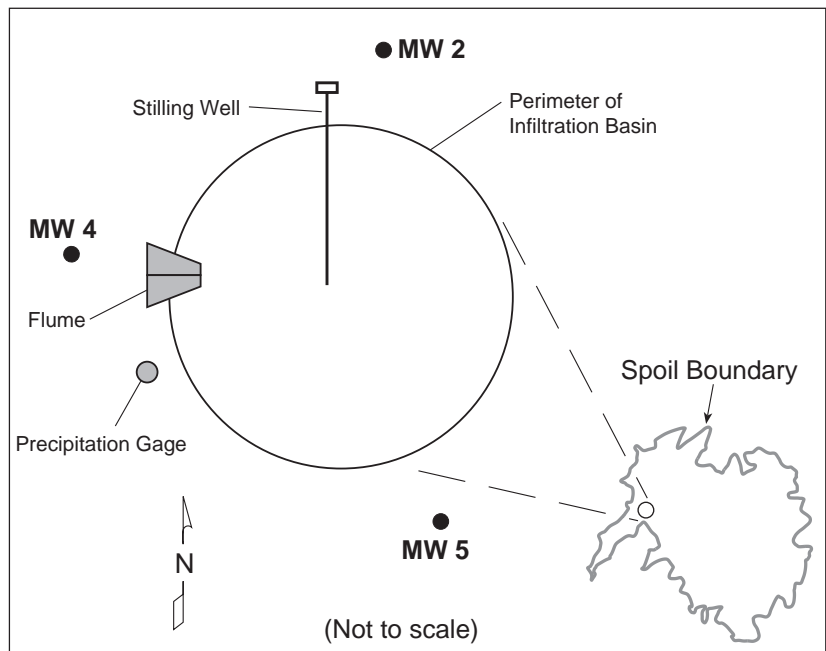 MW 2
Stilling Well
Perimeter of
Infiltration Basin
MW 4
Flume
Spoil Boundary
Precipitation Gage
MW 5
N
(Not to scale)